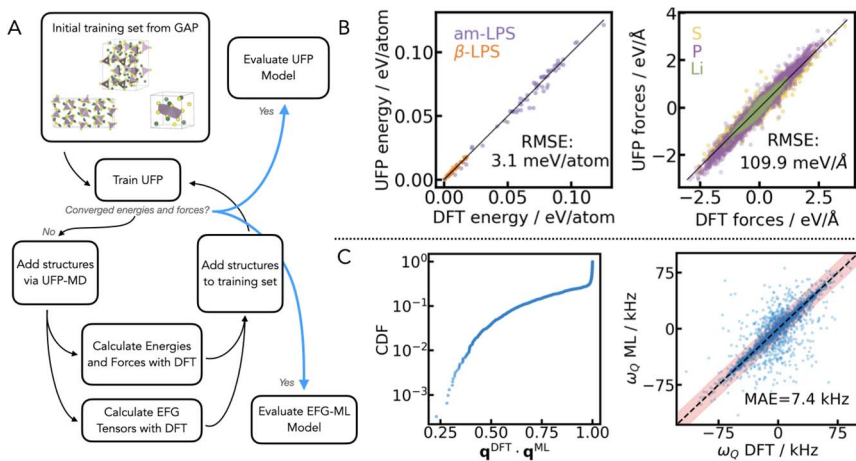 A
Initial training set from GAP
Evaluate UFP
Model
Yes
Train UFP
Converged energies and forces?
No
Add structures
via UFP-MD
Add structures
to training set
Calculate Energies
and Forces with DFT
Calculate EFG
Tensors with DFT
Yes
Evaluate EFG-ML
Model
B
UFP energy / eV/atom
0.10
0.05
0.00
am-LPS
β-LPS
RMSE:
3.1 meV/atom
0.00 0.05 0.10
DFT energy / eV/atom
UFP forces / eV/Å
2
0
−2
S
P
Li
RMSE:
109.9 meV/Å
−2.5 0.0 2.5
DFT forces / eV/Å
C
CDF
10⁰
10⁻¹
10⁻²
10⁻³
0.25 0.50 0.75 1.00
q^DFT · q^ML
ω_Q ML / kHz
75
0
−75
MAE=7.4 kHz
−75 0 75
ω_Q DFT / kHz